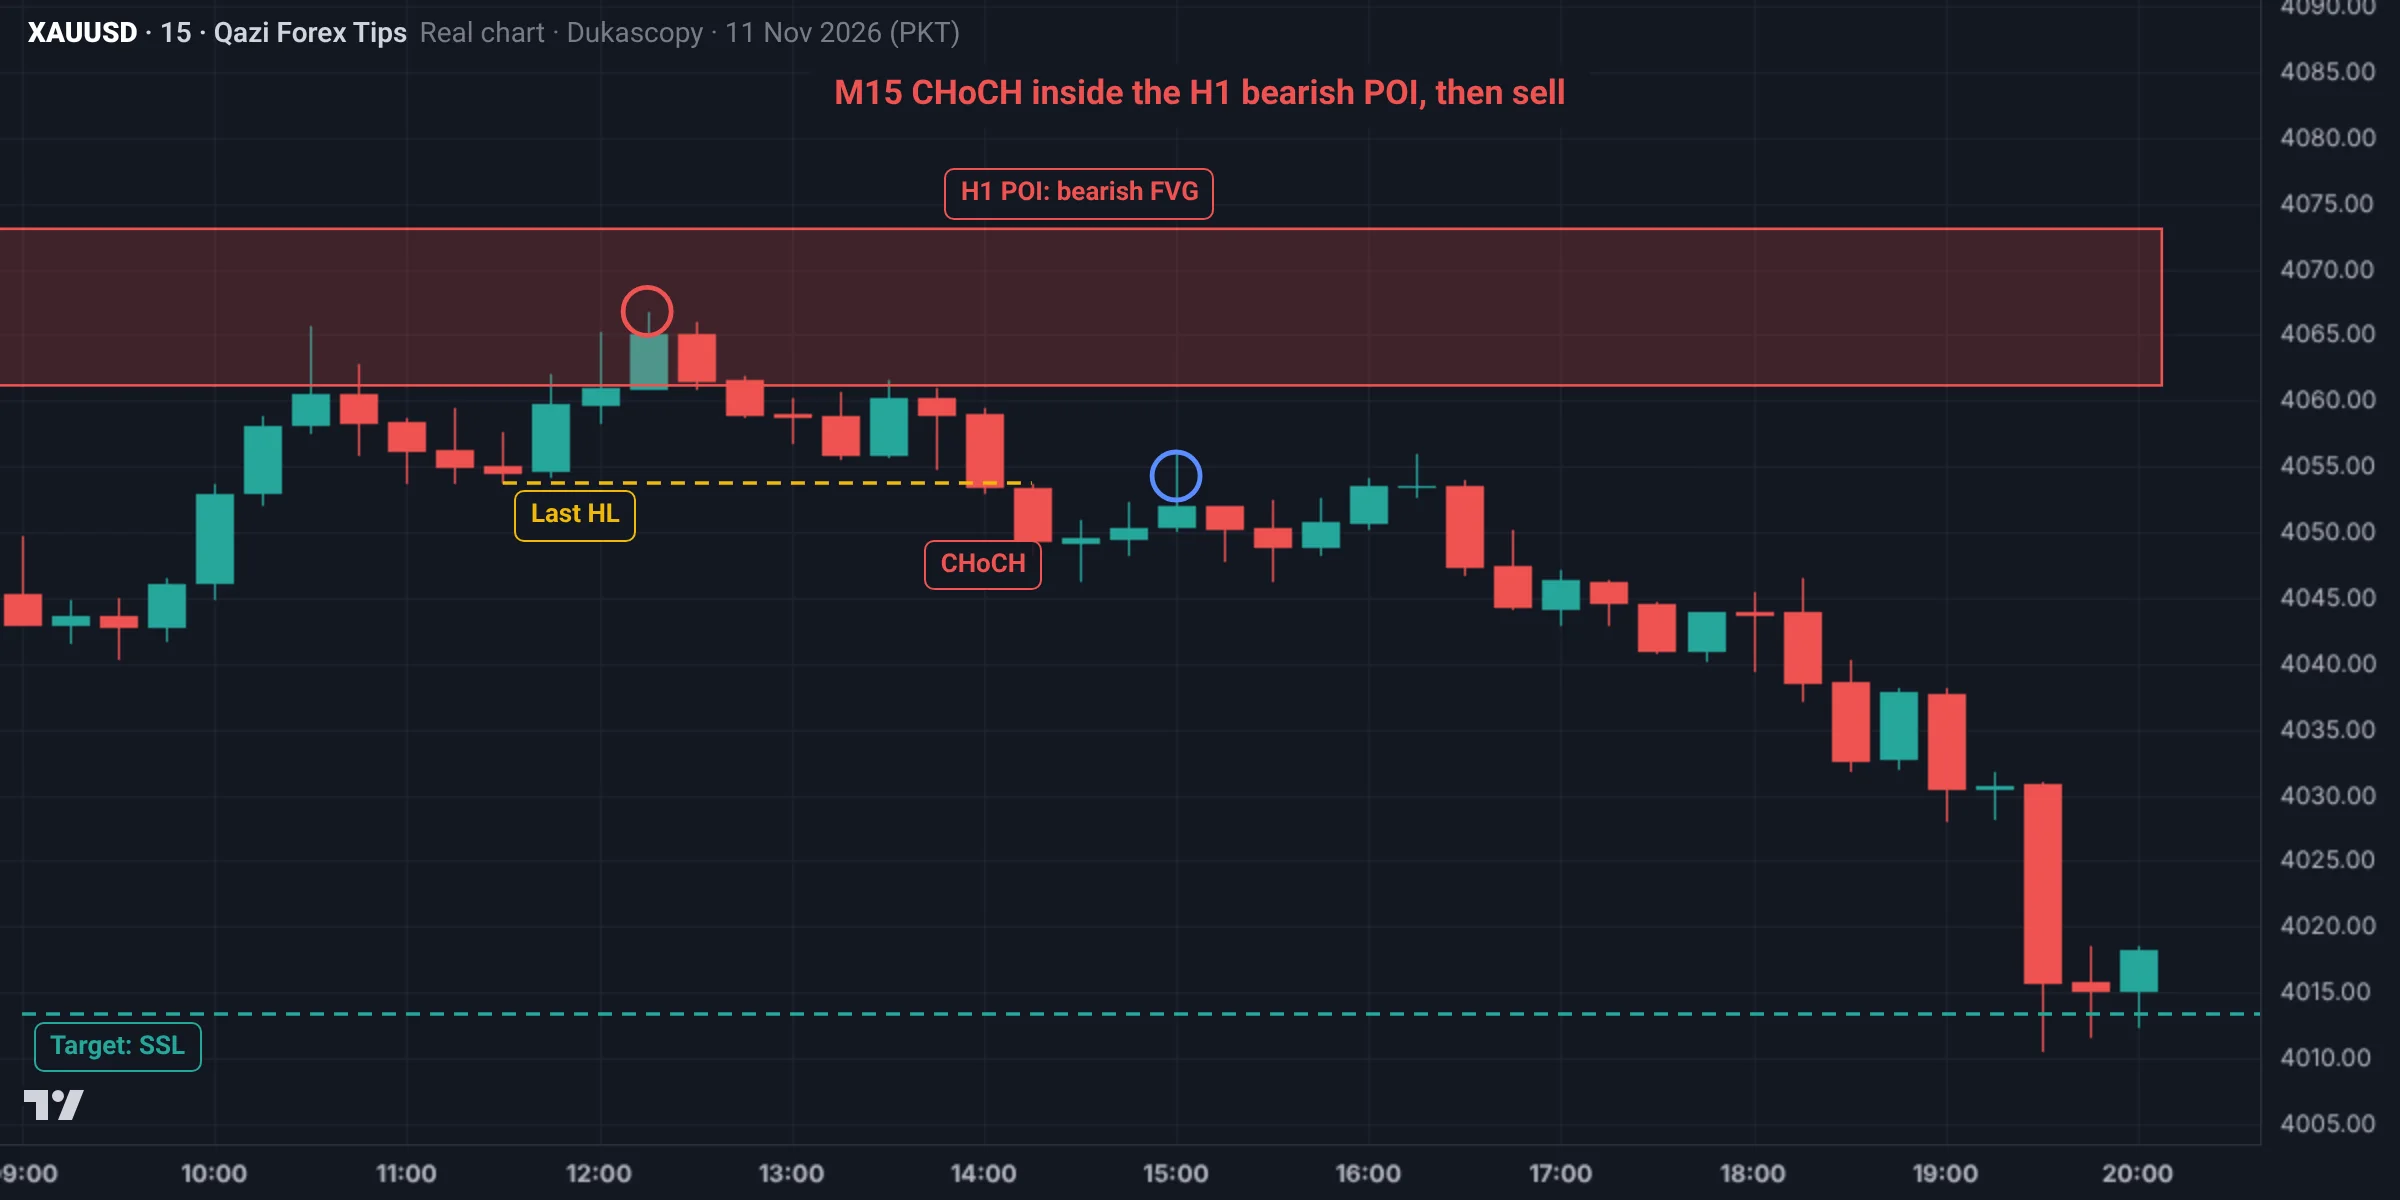 XAUUSD · 15 · Qazi Forex Tips Real chart · Dukascopy · 11 Nov 2026 (PKT)
M15 CHoCH inside the H1 bearish POI, then sell
H1 POI: bearish FVG
Last HL
CHoCH
Target: SSL
4090.00
4085.00
4080.00
4075.00
4070.00
4065.00
4060.00
4055.00
4050.00
4045.00
4040.00
4035.00
4030.00
4025.00
4020.00
4015.00
4010.00
4005.00
9:00 10:00 11:00 12:00 13:00 14:00 15:00 16:00 17:00 18:00 19:00 20:00